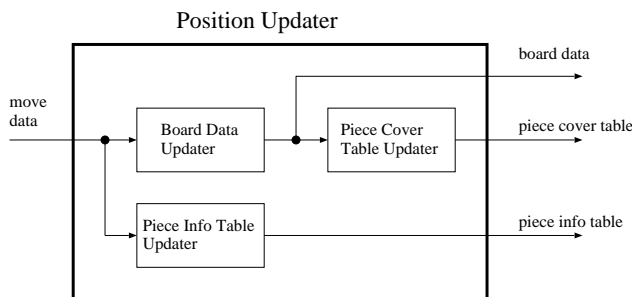 Position Updater
board data
move
data
Board Data
Updater
Piece Cover
Table Updater
piece cover table
Piece Info Table
Updater
piece info table